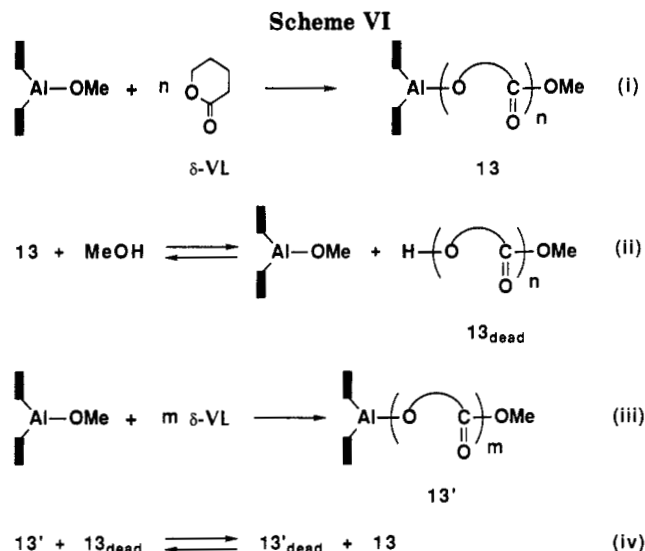 Scheme VI
Al—OMe + n O O → Al—(O C)n—OMe (i)
O
δ-VL 13
13 + MeOH ⇌ Al—OMe + H—(O C)n—OMe (ii)
O
13dead
Al—OMe + m δ-VL → Al—(O C)m—OMe (iii)
O
13'
13' + 13dead ⇌ 13'dead + 13 (iv)